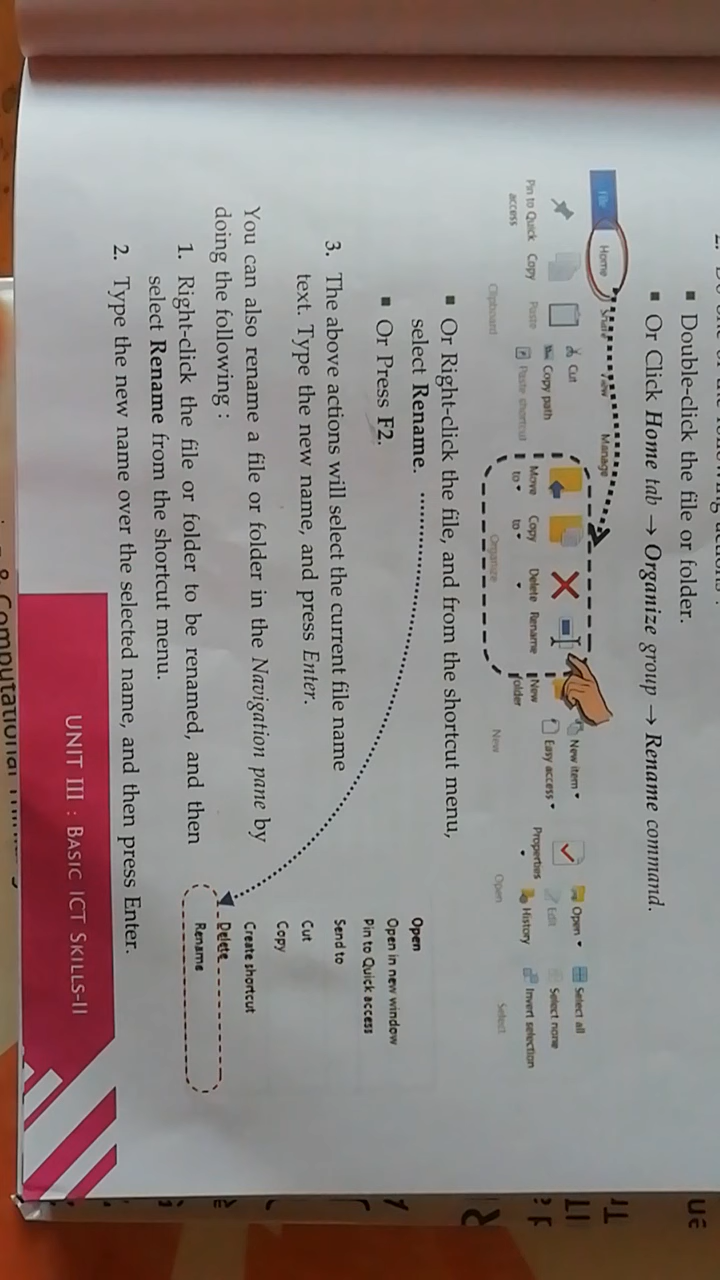 Double-click the file or folder.
Or Click Home tab → Organize group → Rename command.
File Home Share View Manage
Pin to Quick access
Copy
Paste
Cut
Copy path
Paste shortcut
Clipboard
Move to
Copy to
Delete
Rename
Organize
New folder
New item
Easy access
New
Properties
Open
Edit
History
Open
Select all
Select none
Invert selection
Select
▪ Or Right-click the file, and from the shortcut menu,
select Rename.
▪ Or Press F2.
3. The above actions will select the current file name
text. Type the new name, and press Enter.
Open
Open in new window
Pin to Quick access
Send to
Cut
Copy
Create shortcut
Delete
Rename
You can also rename a file or folder in the Navigation pane by
doing the following :
1. Right-click the file or folder to be renamed, and then
select Rename from the shortcut menu.
2. Type the new name over the selected name, and then press Enter.
UNIT III : BASIC ICT SKILLS-II